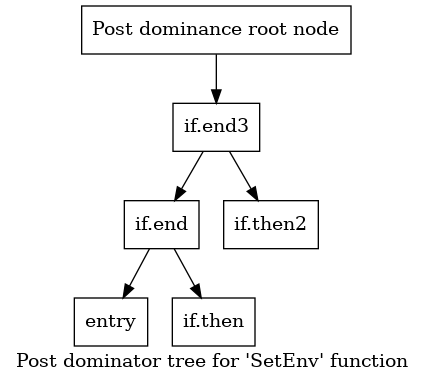 Post dominance root node
if.end3
if.end
if.then2
entry
if.then
Post dominator tree for 'SetEnv' function